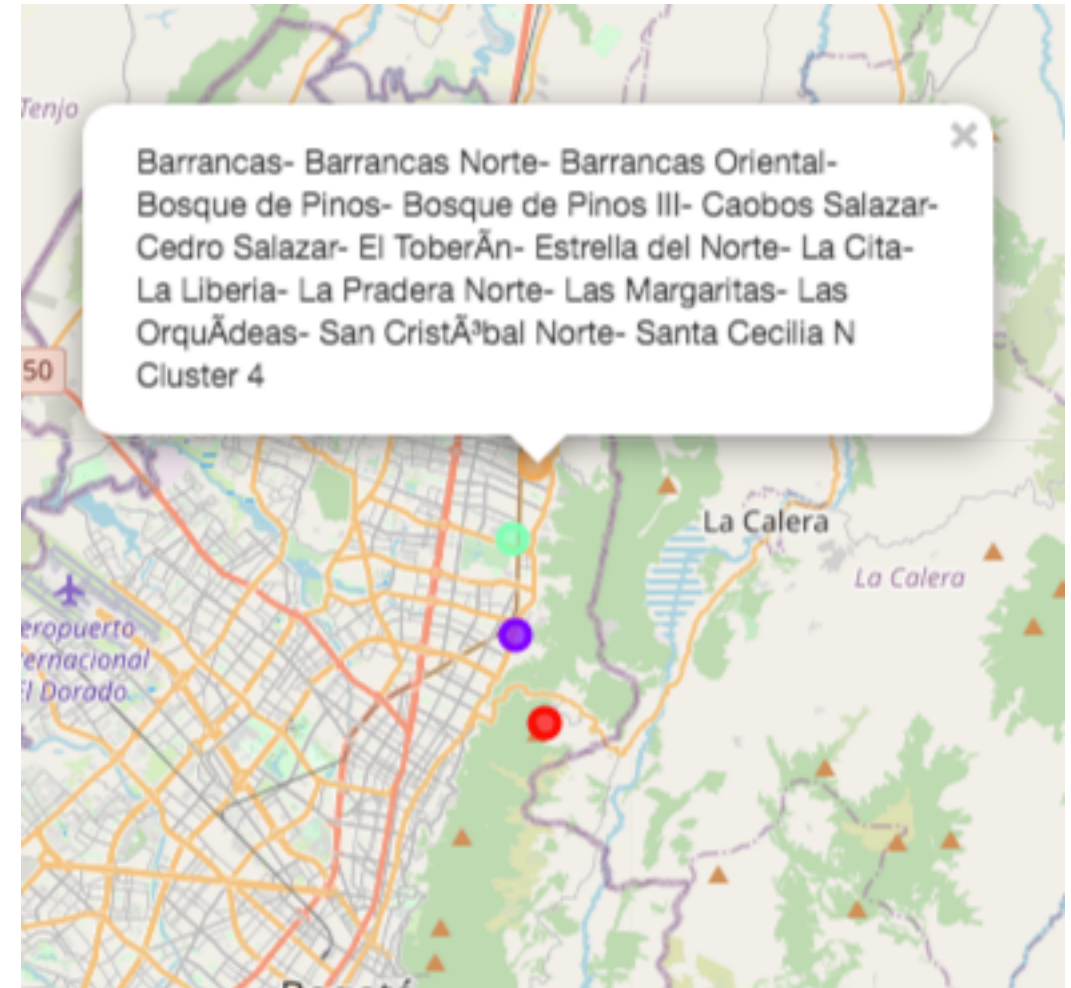 Tenjo
×
Barrancas- Barrancas Norte- Barrancas Oriental-
Bosque de Pinos- Bosque de Pinos III- Caobos Salazar-
Cedro Salazar- El ToberÃn- Estrella del Norte- La Cita-
La Liberia- La Pradera Norte- Las Margaritas- Las
OrquÃdeas- San CristÃ³bal Norte- Santa Cecilia N
Cluster 4
50
La Calera
La Calera
eropuerto
ernacional
El Dorado